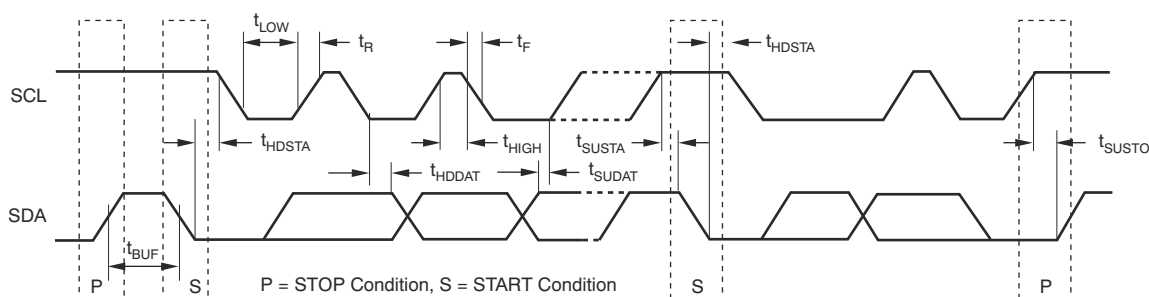 tLOW
tR
tF
tHDSTA
SCL
tHDSTA
tHIGH
tSUSTA
tSUSTO
tHDDAT
tSUDAT
SDA
tBUF
P
S
P = STOP Condition, S = START Condition
S
P